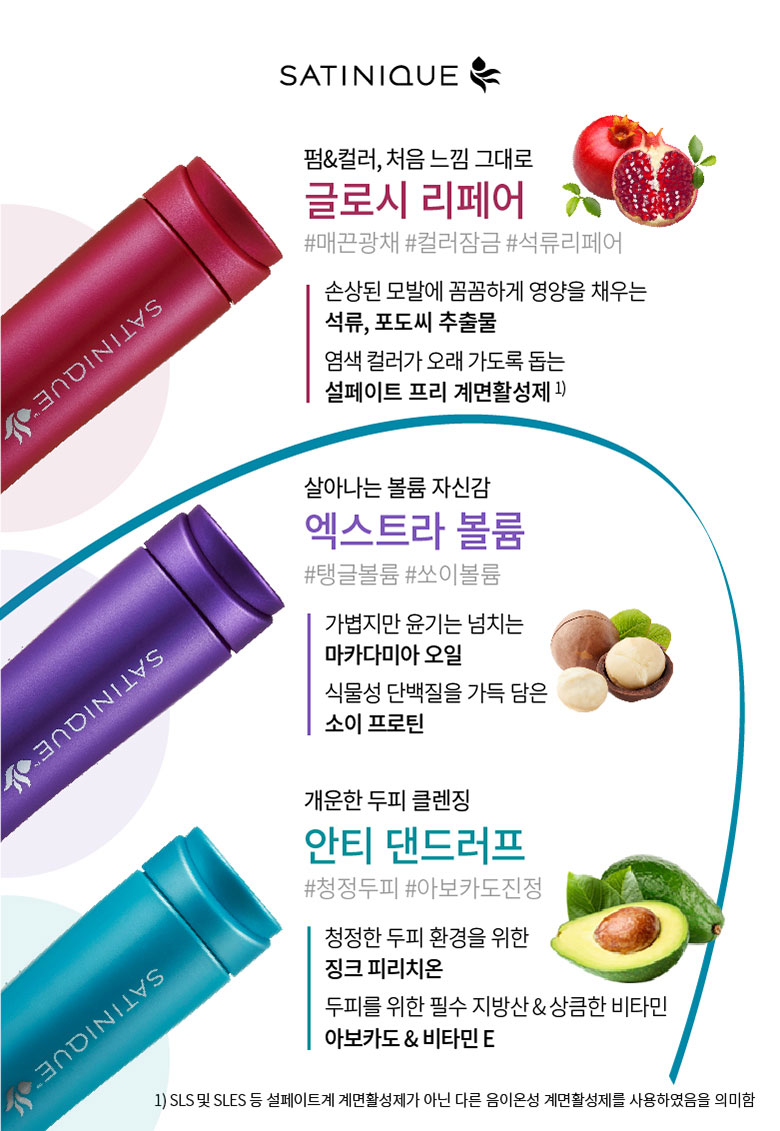 SATINIQUE
펌&컬러, 처음 느낌 그대로
글로시 리페어
#매끈광채 #컬러잠금 #석류리페어
손상된 모발에 꼼꼼하게 영양을 채우는
석류, 포도씨 추출물
염색 컬러가 오래 가도록 돕는
설페이트 프리 계면활성제 1)
SATINIQUE™
살아나는 볼륨 자신감
엑스트라 볼륨
#탱글볼륨 #쏘이볼륨
가볍지만 윤기는 넘치는
마카다미아 오일
식물성 단백질을 가득 담은
소이 프로틴
SATINIQUE™
개운한 두피 클렌징
안티 댄드러프
#청정두피 #아보카도진정
청정한 두피 환경을 위한
징크 피리치온
두피를 위한 필수 지방산 & 상큼한 비타민
아보카도 & 비타민 E
SATINIQUE™
1) SLS 및 SLES 등 설페이트계 계면활성제가 아닌 다른 음이온성 계면활성제를 사용하였음을 의미함